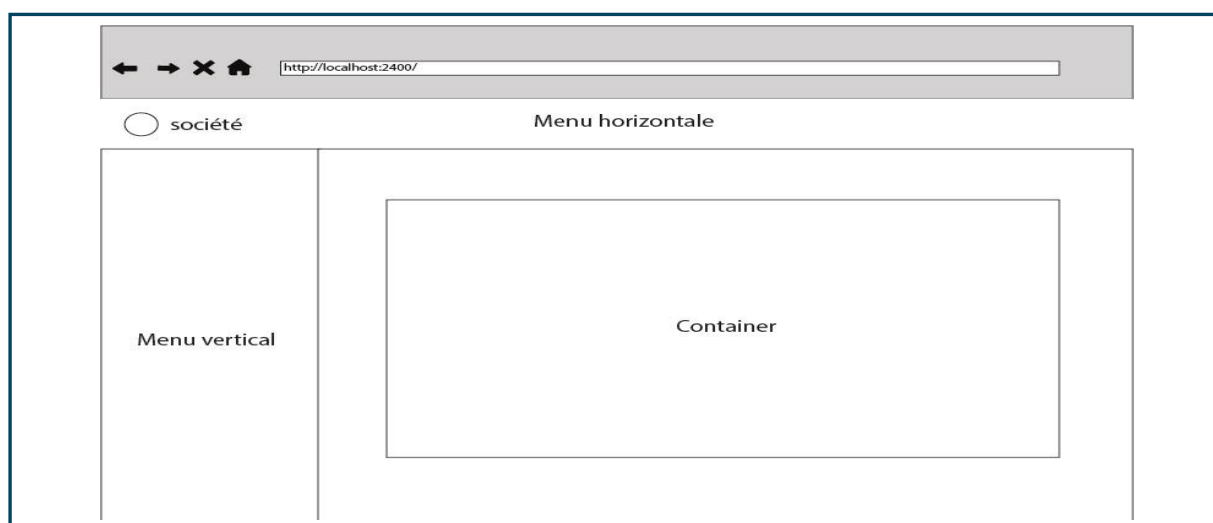 http://localhost:2400/
société
Menu horizontale
Menu vertical
Container